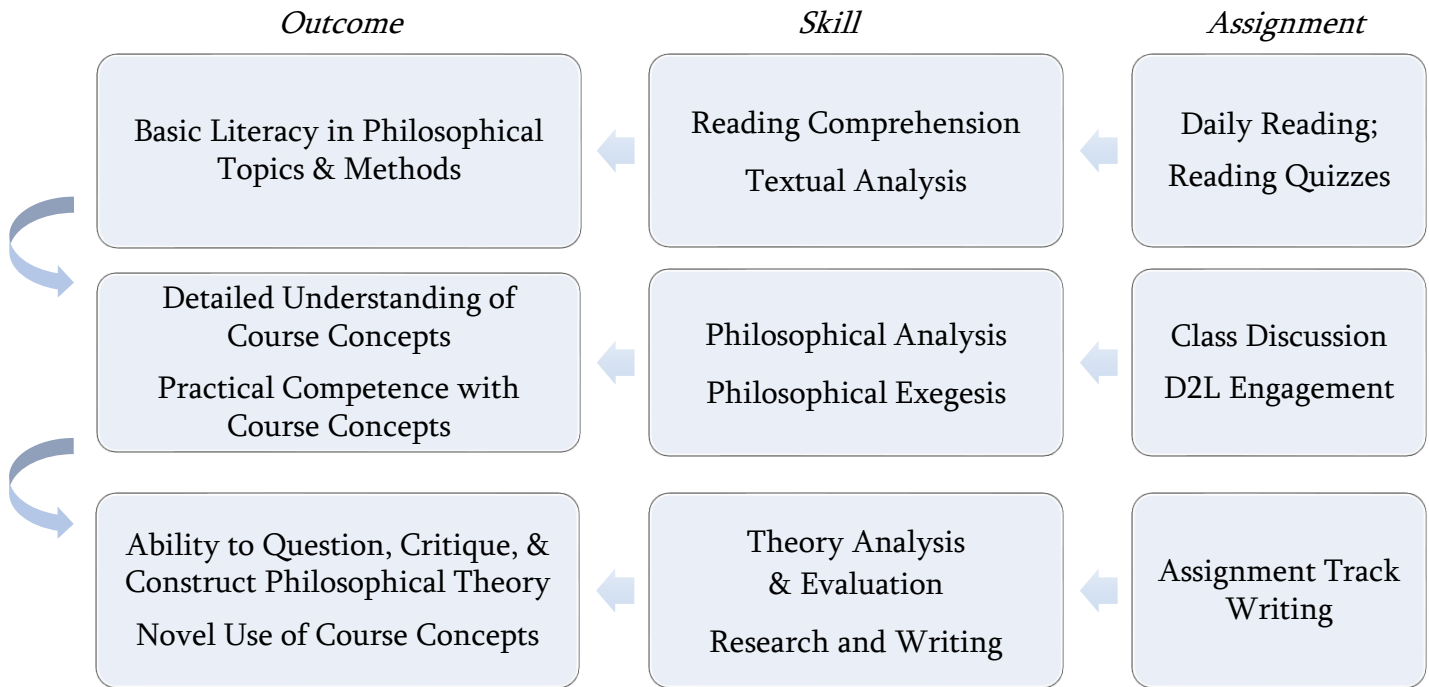 Outcome
Skill
Assignment
Basic Literacy in Philosophical
Topics & Methods
Reading Comprehension
Textual Analysis
Daily Reading;
Reading Quizzes
Detailed Understanding of
Course Concepts
Practical Competence with
Course Concepts
Philosophical Analysis
Philosophical Exegesis
Class Discussion
D2L Engagement
Ability to Question, Critique, &
Construct Philosophical Theory
Novel Use of Course Concepts
Theory Analysis
& Evaluation
Research and Writing
Assignment Track
Writing